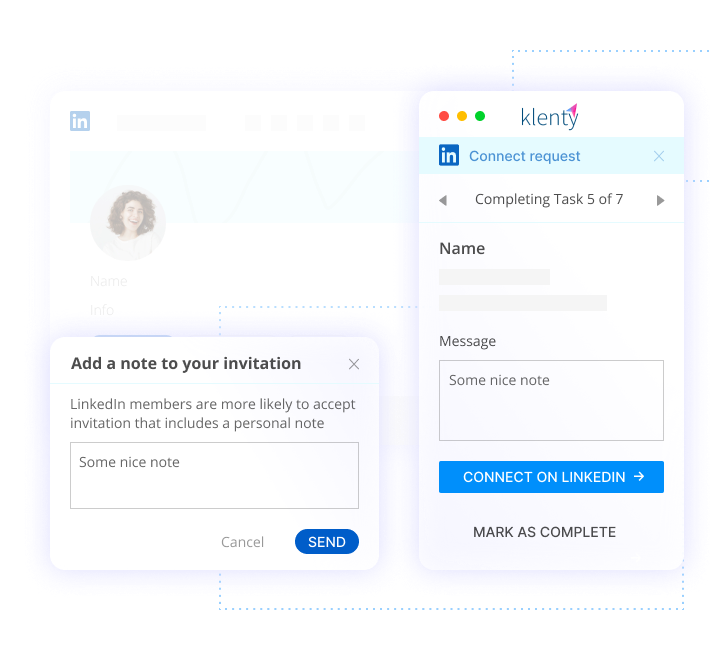 in
Name
Info
Add a note to your invitation
LinkedIn members are more likely to accept
invitation that includes a personal note
Some nice note
Cancel
SEND
klenty
in
Connect request
Completing Task 5 of 7
Name
Message
Some nice note
CONNECT ON LINKEDIN
MARK AS COMPLETE